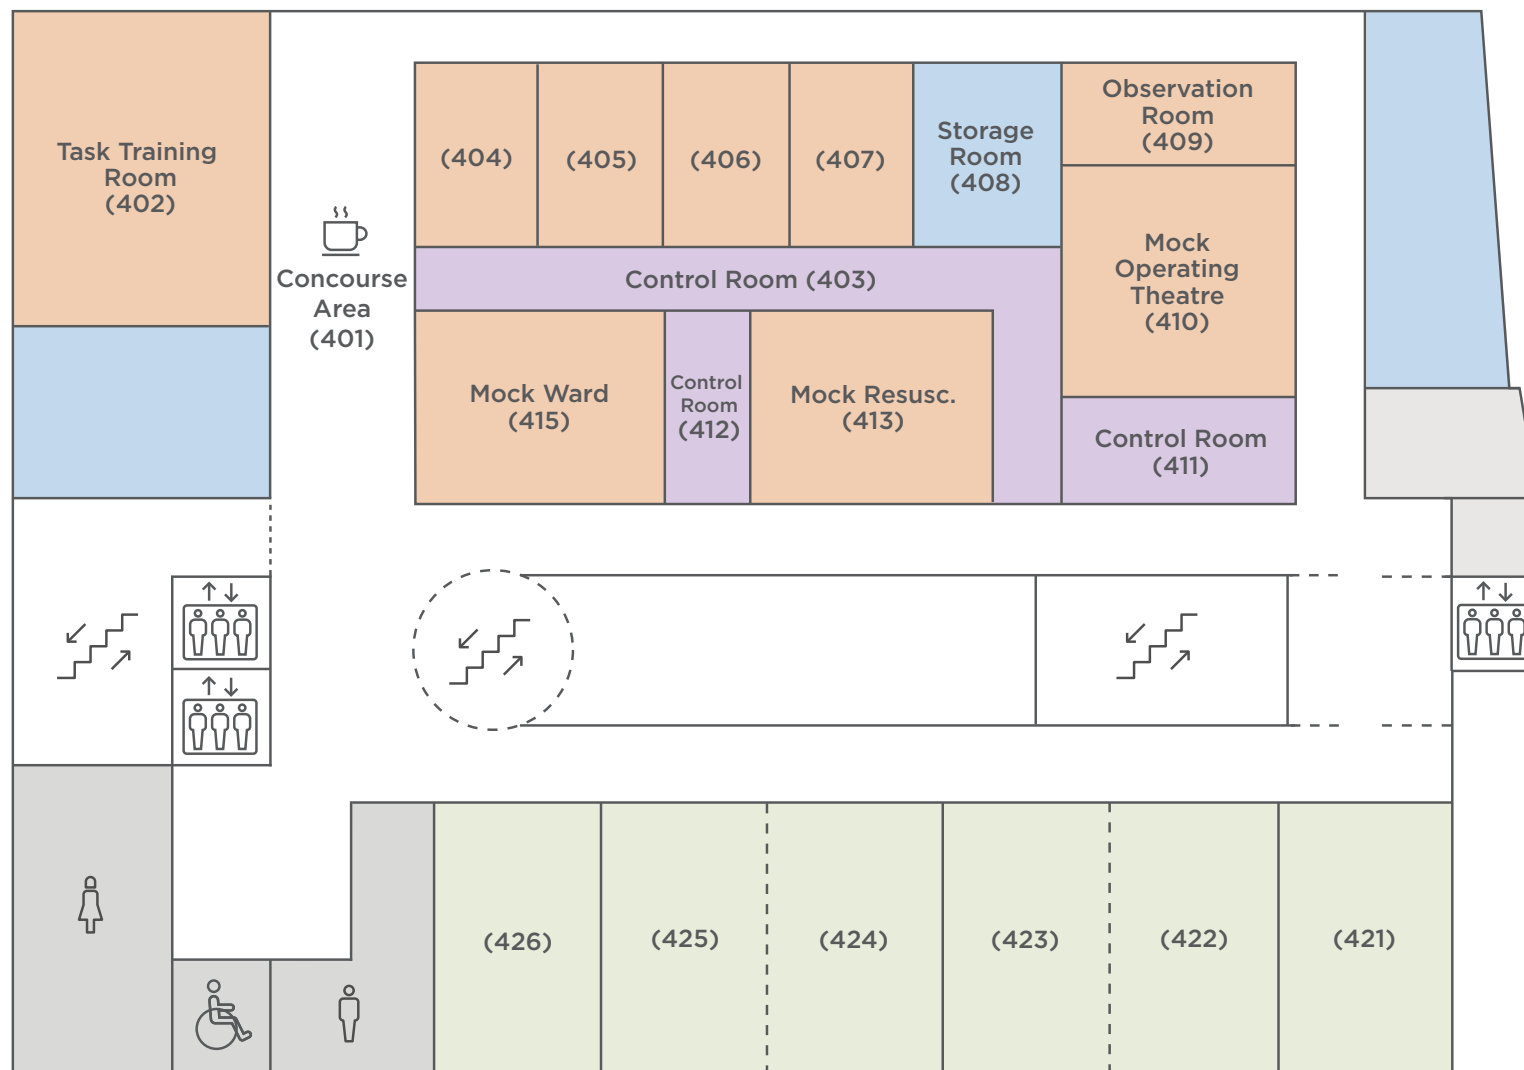 Task Training
Room
(402)
Concourse
Area
(401)
(404)
(405)
(406)
(407)
Storage
Room
(408)
Observation
Room
(409)
Mock
Operating
Theatre
(410)
Control Room (403)
Mock Ward
(415)
Control
Room
(412)
Mock Resusc.
(413)
Control Room
(411)
(426)
(425)
(424)
(423)
(422)
(421)